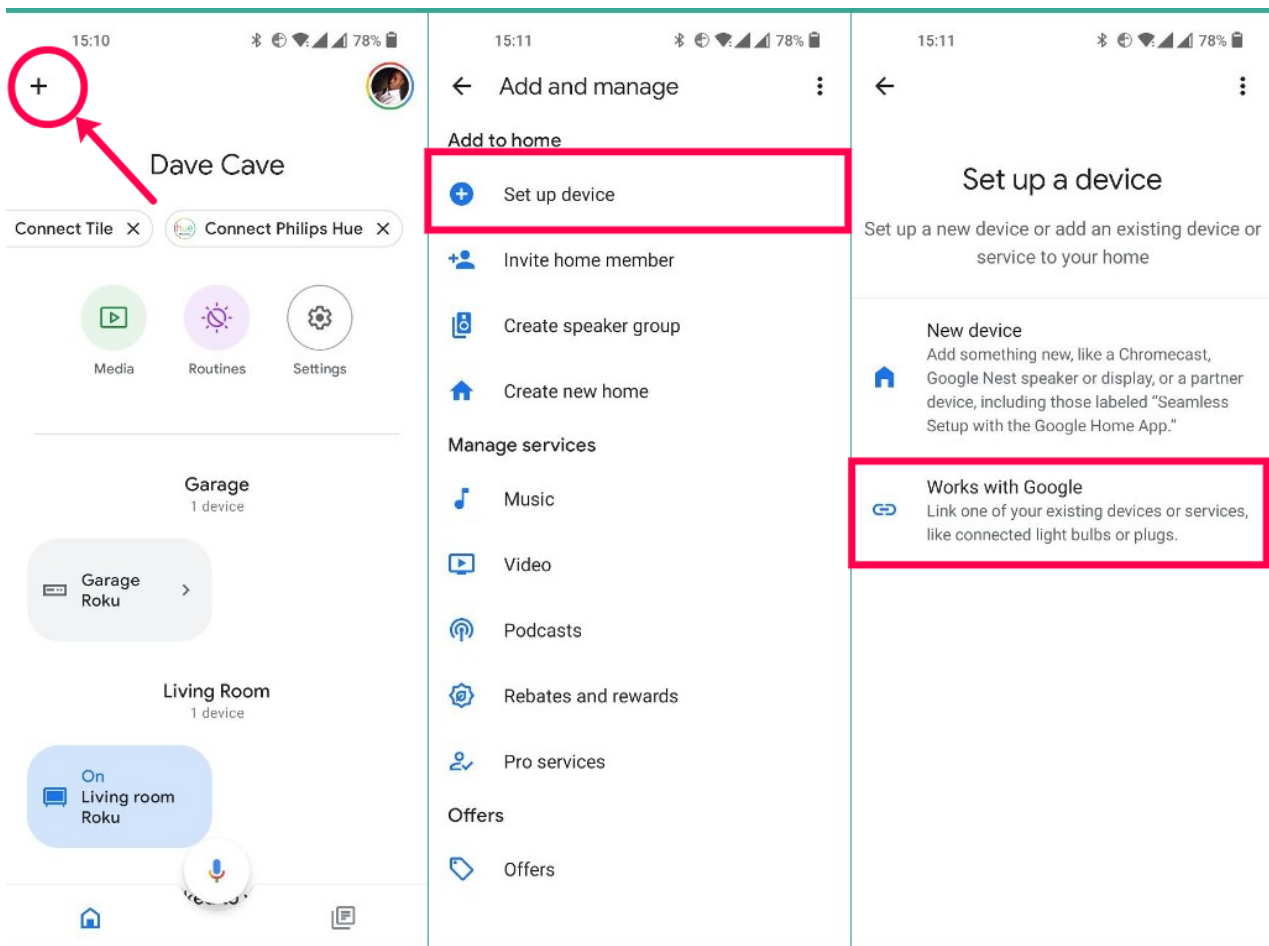 15:10
78%
Dave Cave
Connect Tile
hue
Connect Philips Hue
Media
Routines
Settings
Garage
1 device
Garage
Roku
Living Room
1 device
On
Living room
Roku
15:11
78%
Add and manage
Add to home
Set up device
Invite home member
Create speaker group
Create new home
Manage services
Music
Video
Podcasts
Rebates and rewards
Pro services
Offers
Offers
15:11
78%
Set up a device
Set up a new device or add an existing device or
service to your home
New device
Add something new, like a Chromecast,
Google Nest speaker or display, or a partner
device, including those labeled “Seamless
Setup with the Google Home App.”
Works with Google
Link one of your existing devices or services,
like connected light bulbs or plugs.